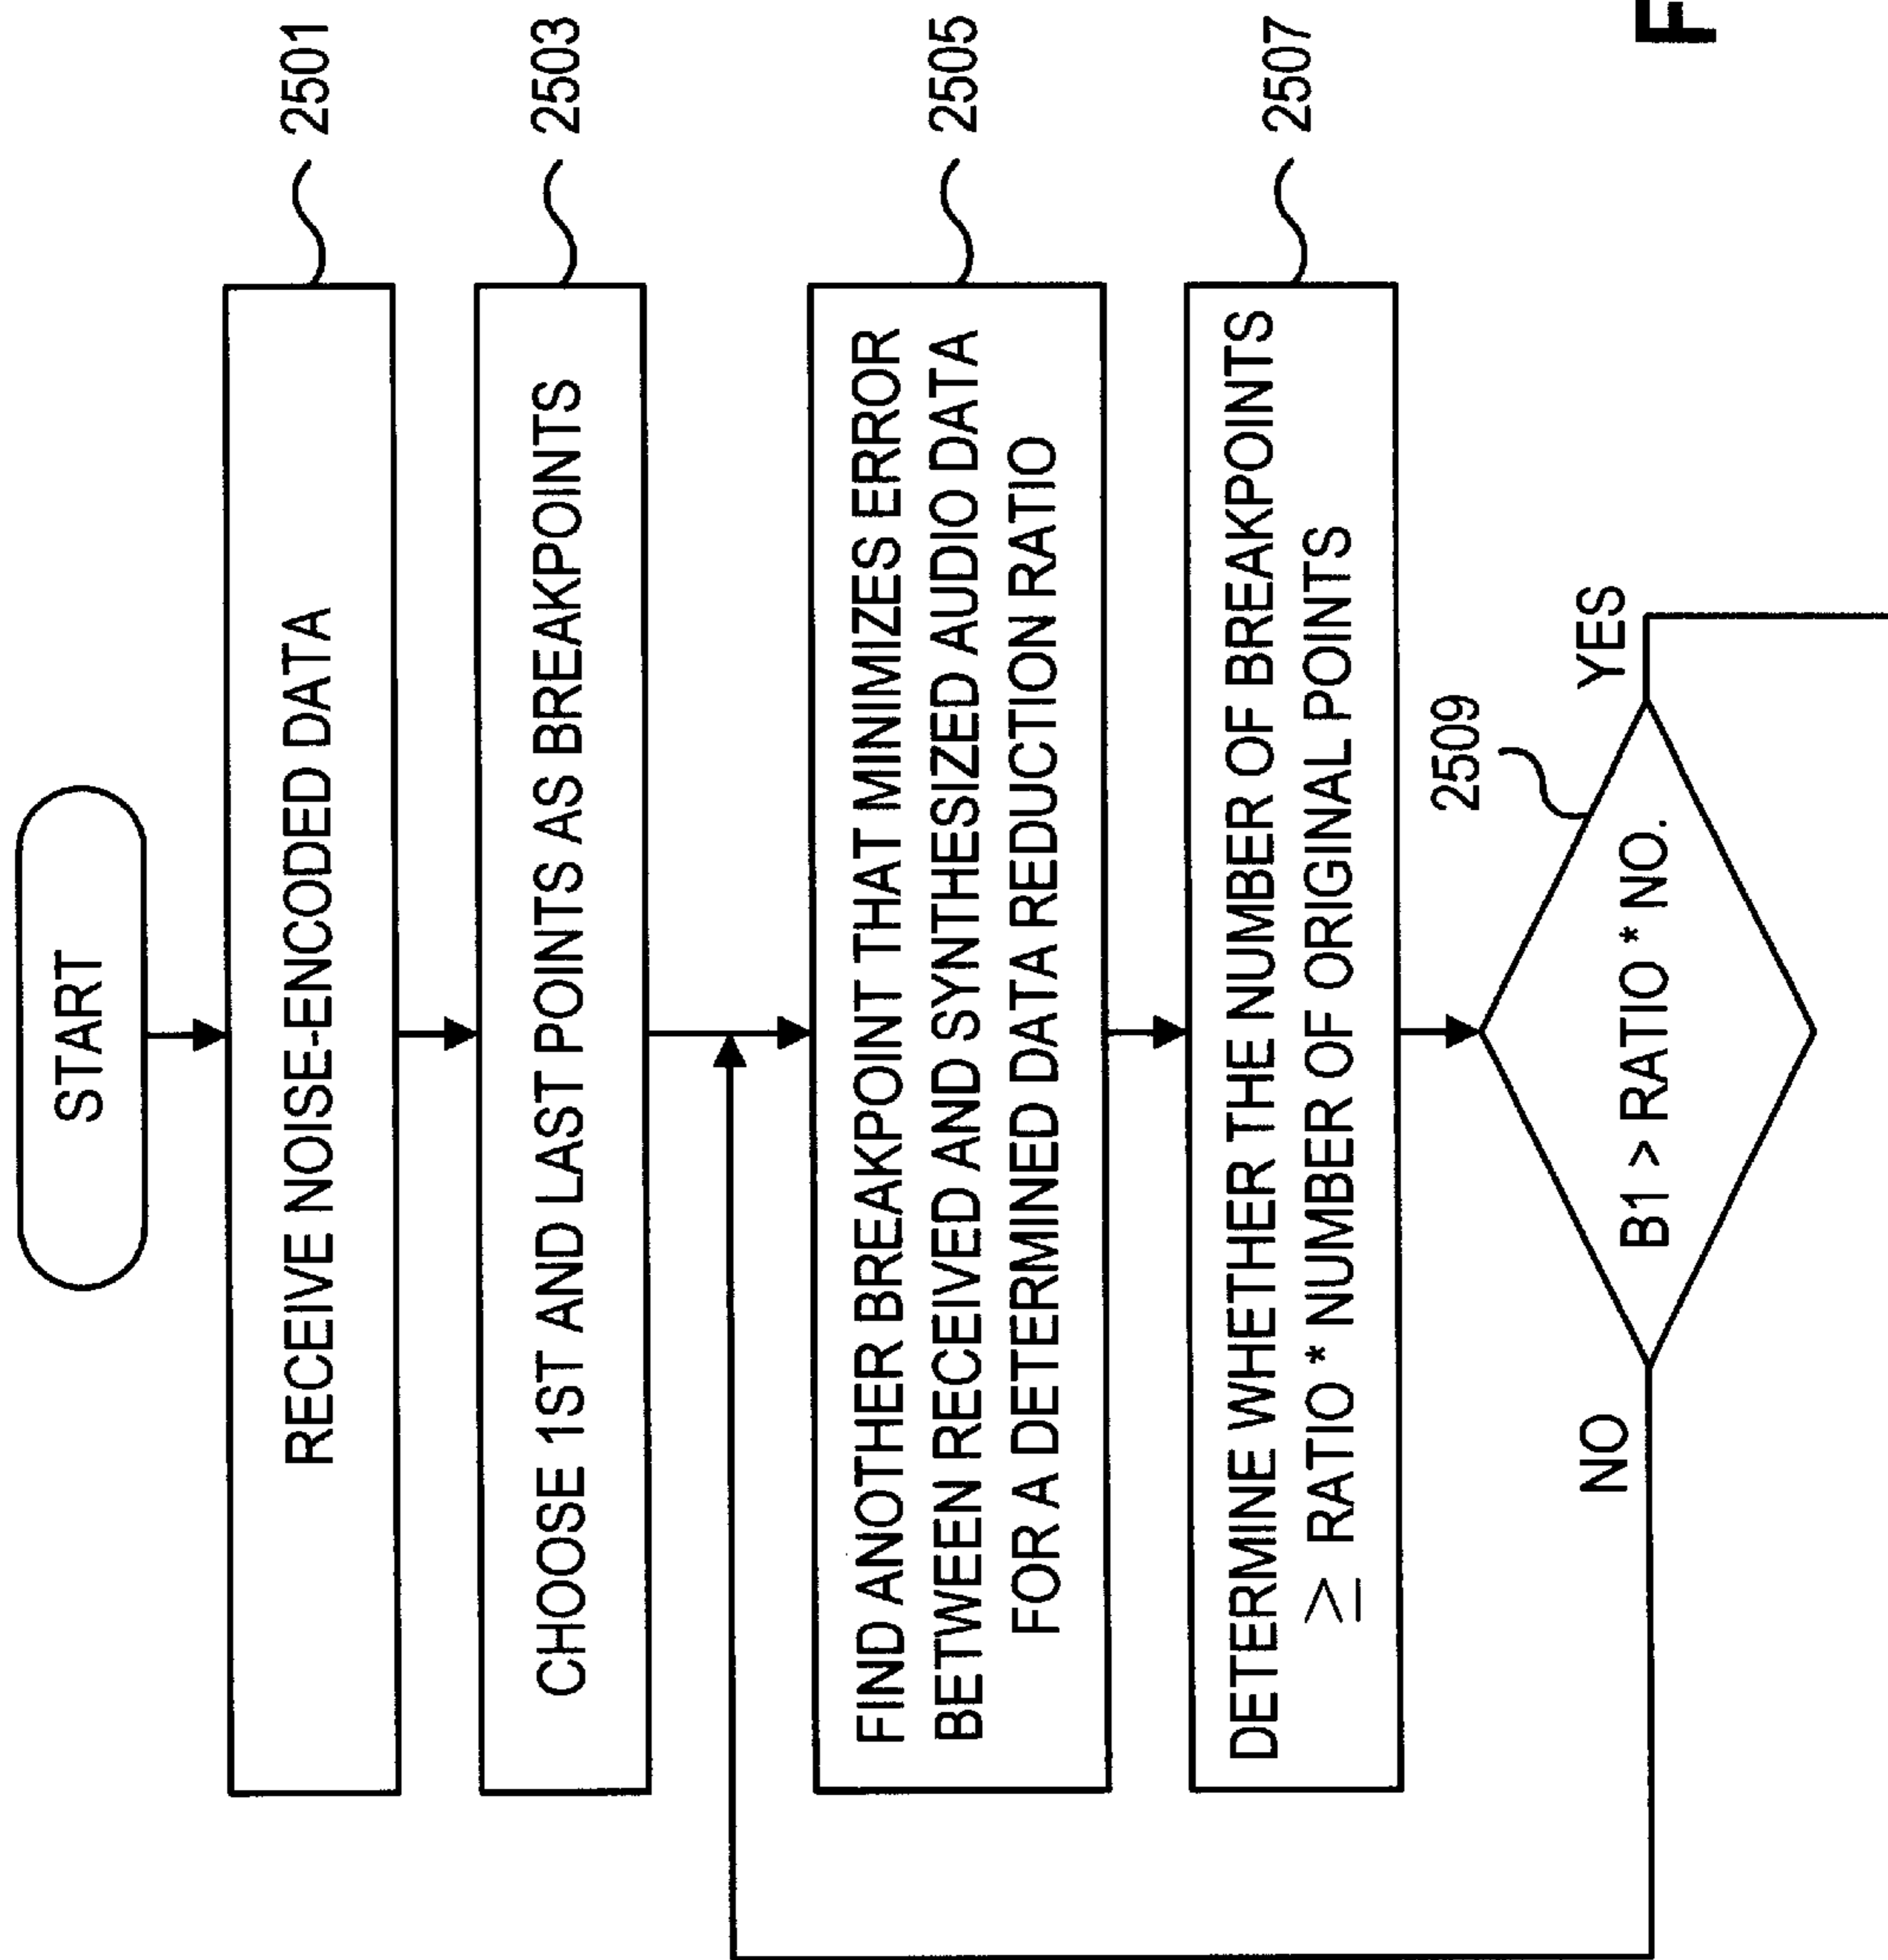 START
RECEIVE NOISE-ENCODED DATA
2501
CHOOSE 1ST AND LAST POINTS AS BREAKPOINTS
2503
FIND ANOTHER BREAKPOINT THAT MINIMIZES ERROR
BETWEEN RECEIVED AND SYNTHESIZED AUDIO DATA
FOR A DETERMINED DATA REDUCTION RATIO
2505
DETERMINE WHETHER THE NUMBER OF BREAKPOINTS
≥ RATIO * NUMBER OF ORIGINAL POINTS
2507
2509
B1 > RATIO * NO.
NO
YES
F